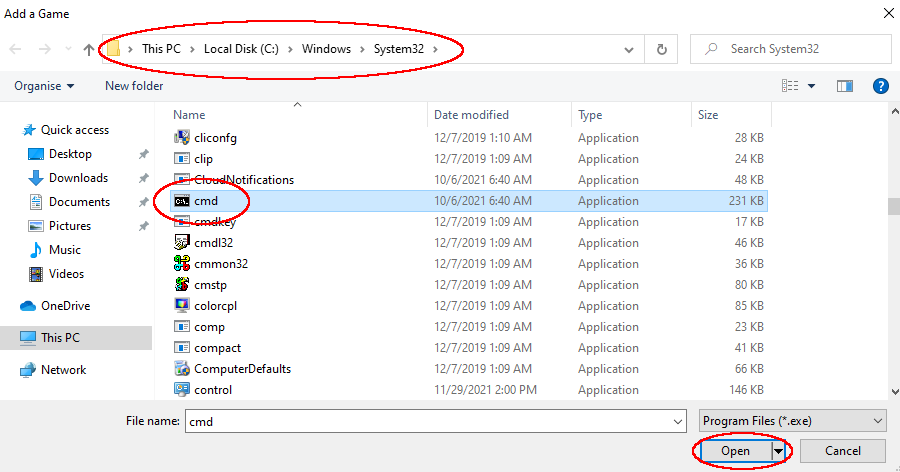 Add a Game
This PC > Local Disk (C:) > Windows > System32 >
Search System32
Organise
New folder
Name Date modified Type Size
Quick access
Desktop
Downloads
Documents
Pictures
Music
Videos
OneDrive
This PC
Network
cliconfg 12/7/2019 1:10 AM Application 28 KB
clip 12/7/2019 1:09 AM Application 24 KB
CloudNotifications 10/6/2021 6:40 AM Application 48 KB
cmd 10/6/2021 6:40 AM Application 231 KB
cmdkey 12/7/2019 1:09 AM Application 17 KB
cmdl32 12/7/2019 1:09 AM Application 46 KB
cmmon32 12/7/2019 1:09 AM Application 36 KB
cmstp 12/7/2019 1:09 AM Application 80 KB
colorcpl 12/7/2019 1:09 AM Application 85 KB
comp 12/7/2019 1:09 AM Application 23 KB
compact 12/7/2019 1:09 AM Application 41 KB
ComputerDefaults 12/7/2019 1:09 AM Application 66 KB
control 11/29/2021 2:00 PM Application 146 KB
File name: cmd
Program Files (*.exe)
Open
Cancel